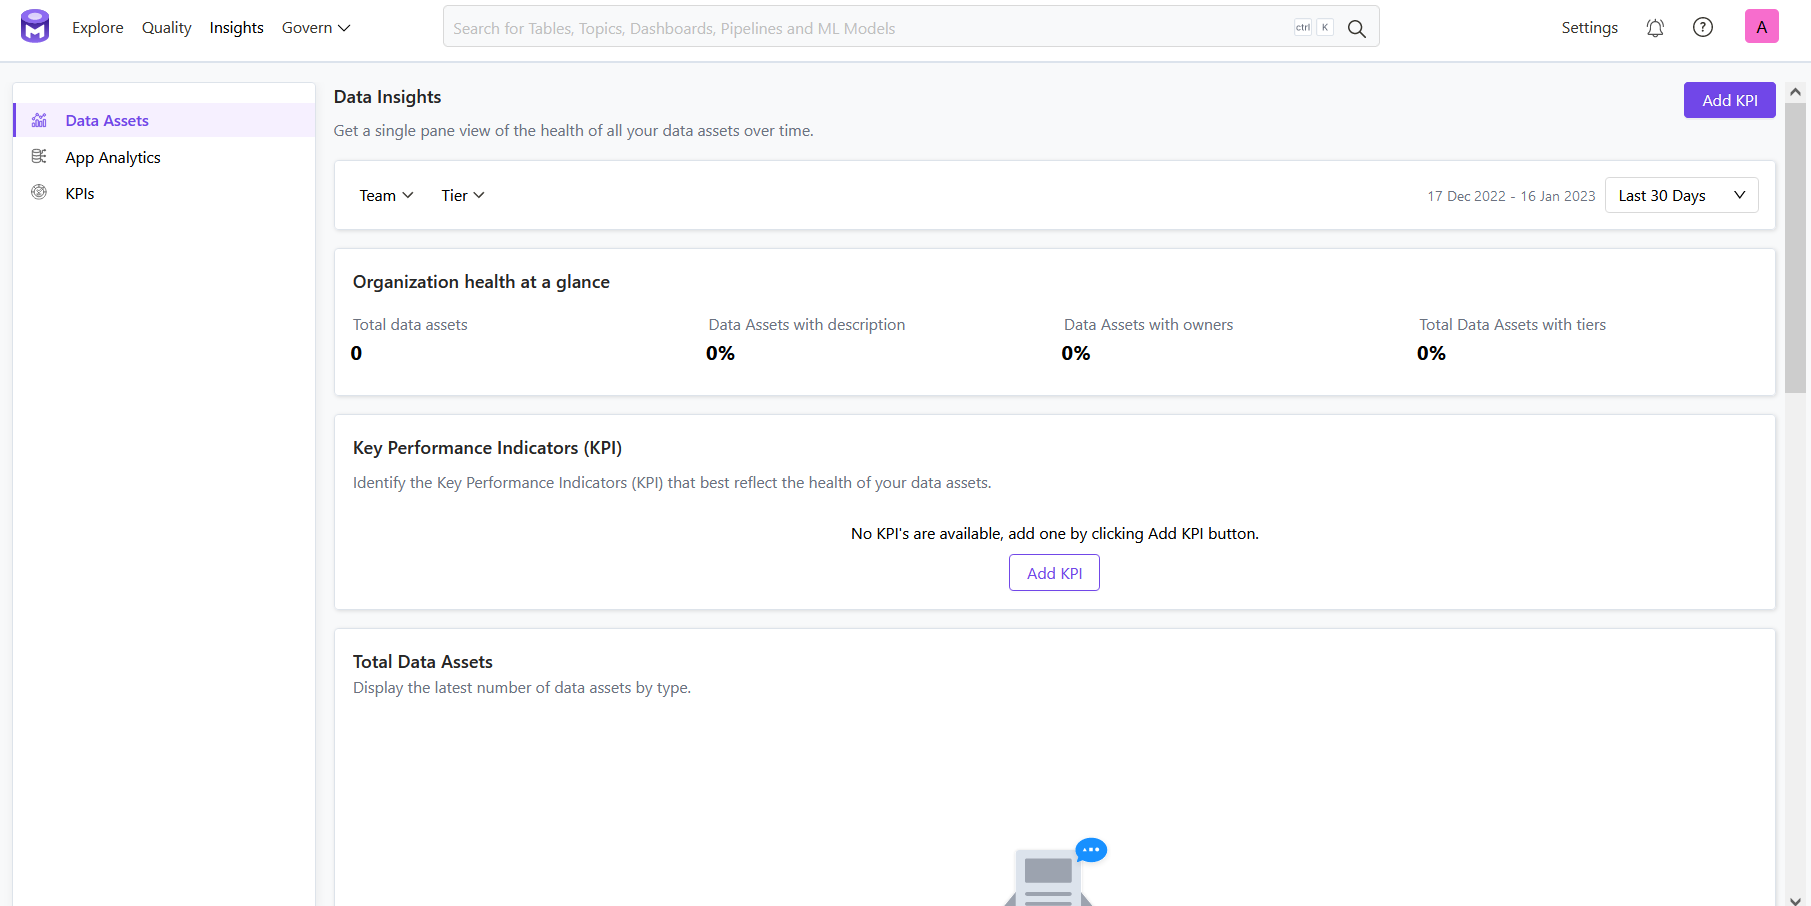 Explore Quality Insights Govern
Search for Tables, Topics, Dashboards, Pipelines and ML Models ctrl K
Settings ? A
Data Assets
App Analytics
KPIs
Data Insights
Get a single pane view of the health of all your data assets over time.
Add KPI
Team Tier 17 Dec 2022 - 16 Jan 2023 Last 30 Days
Organization health at a glance
Total data assets Data Assets with description Data Assets with owners Total Data Assets with tiers
0 0% 0% 0%
Key Performance Indicators (KPI)
Identify the Key Performance Indicators (KPI) that best reflect the health of your data assets.
No KPI's are available, add one by clicking Add KPI button.
Add KPI
Total Data Assets
Display the latest number of data assets by type.